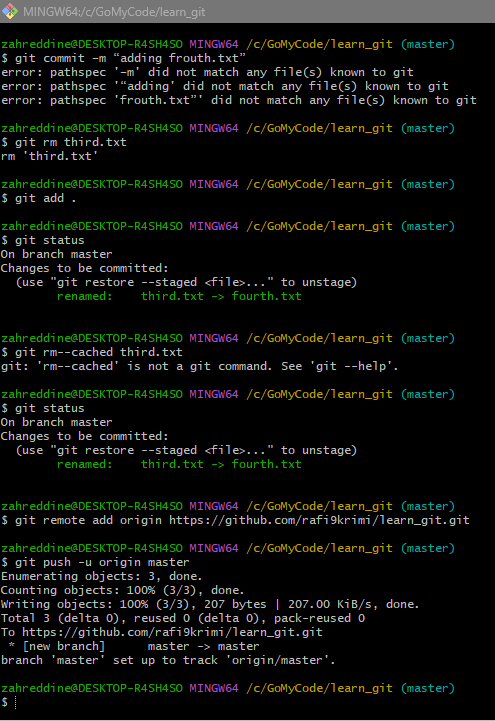 MINGW64:/c/GoMyCode/learn_git
zahreddine@DESKTOP-R4SH4SO MINGW64 /c/GoMyCode/learn_git (master)
$ git commit –m “adding frouth.txt”
error: pathspec '–m' did not match any file(s) known to git
error: pathspec '“adding' did not match any file(s) known to git
error: pathspec 'frouth.txt”' did not match any file(s) known to git
zahreddine@DESKTOP-R4SH4SO MINGW64 /c/GoMyCode/learn_git (master)
$ git rm third.txt
rm 'third.txt'
zahreddine@DESKTOP-R4SH4SO MINGW64 /c/GoMyCode/learn_git (master)
$ git add .
zahreddine@DESKTOP-R4SH4SO MINGW64 /c/GoMyCode/learn_git (master)
$ git status
On branch master
Changes to be committed:
  (use "git restore --staged <file>..." to unstage)
        renamed:    third.txt -> fourth.txt
zahreddine@DESKTOP-R4SH4SO MINGW64 /c/GoMyCode/learn_git (master)
$ git rm--cached third.txt
git: 'rm--cached' is not a git command. See 'git --help'.
zahreddine@DESKTOP-R4SH4SO MINGW64 /c/GoMyCode/learn_git (master)
$ git status
On branch master
Changes to be committed:
  (use "git restore --staged <file>..." to unstage)
        renamed:    third.txt -> fourth.txt
zahreddine@DESKTOP-R4SH4SO MINGW64 /c/GoMyCode/learn_git (master)
$ git remote add origin https://github.com/rafi9krimi/learn_git.git
zahreddine@DESKTOP-R4SH4SO MINGW64 /c/GoMyCode/learn_git (master)
$ git push -u origin master
Enumerating objects: 3, done.
Counting objects: 100% (3/3), done.
Writing objects: 100% (3/3), 207 bytes | 207.00 KiB/s, done.
Total 3 (delta 0), reused 0 (delta 0), pack-reused 0
To https://github.com/rafi9krimi/learn_git.git
 * [new branch]      master -> master
branch 'master' set up to track 'origin/master'.
zahreddine@DESKTOP-R4SH4SO MINGW64 /c/GoMyCode/learn_git (master)
$